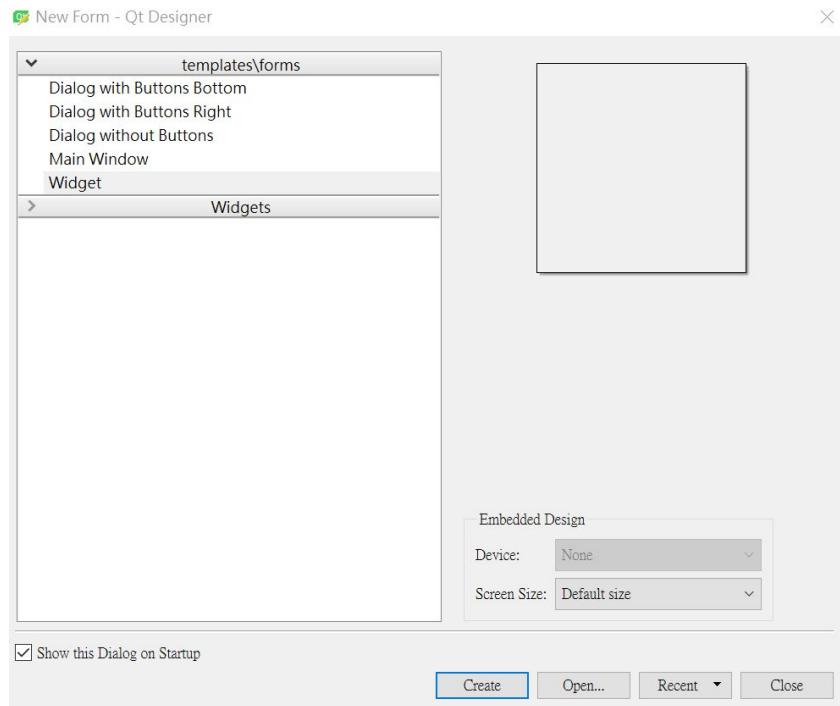 New Form - Qt Designer
templates\forms
Dialog with Buttons Bottom
Dialog with Buttons Right
Dialog without Buttons
Main Window
Widget
Widgets
Embedded Design
Device: None
Screen Size: Default size
Show this Dialog on Startup
Create Open... Recent Close